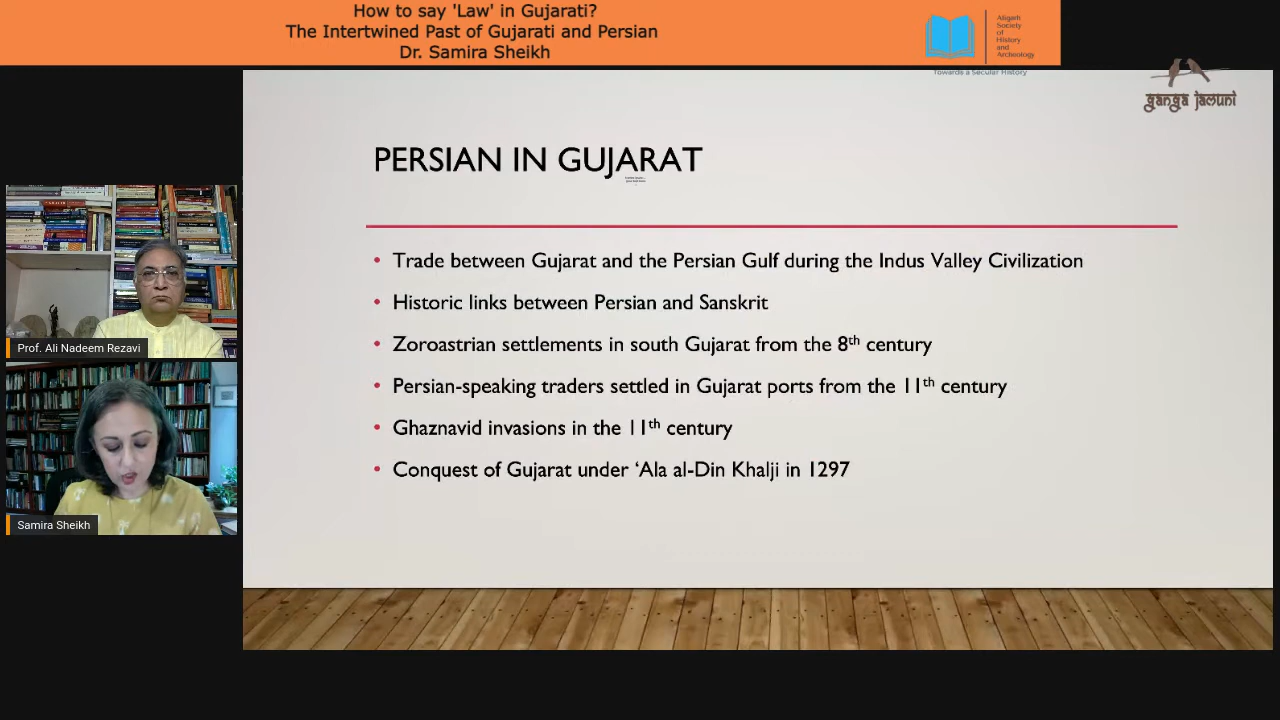 How to say 'Law' in Gujarati?
The Intertwined Past of Gujarati and Persian
Dr. Samira Sheikh
Aligarh
Society
of
History
and
Archeology
Towards a Secular History
ganga jamuni
PERSIAN IN GUJARAT
• Trade between Gujarat and the Persian Gulf during the Indus Valley Civilization
• Historic links between Persian and Sanskrit
• Zoroastrian settlements in south Gujarat from the 8th century
• Persian-speaking traders settled in Gujarat ports from the 11th century
• Ghaznavid invasions in the 11th century
• Conquest of Gujarat under ‘Ala al-Din Khalji in 1297
Prof. Ali Nadeem Rezavi
Samira Sheikh